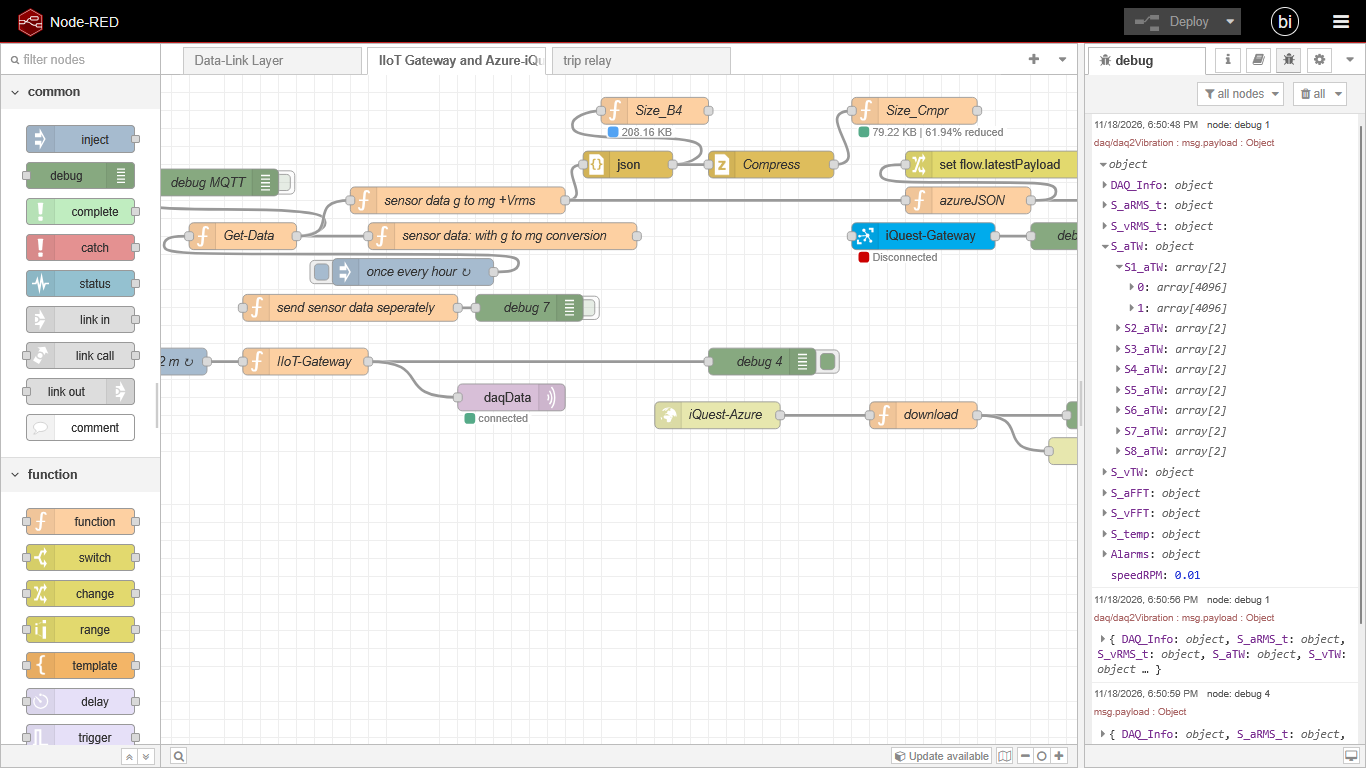 Node-RED
Deploy
bi
filter nodes
common
inject
debug
complete
catch
status
link in
link call
link out
comment
function
function
switch
change
range
template
delay
trigger
Data-Link Layer
IIoT Gateway and Azure-iQu
trip relay
Size_B4
208.16 KB
Size_Cmpr
79.22 KB | 61.94% reduced
json
Compress
set flow.latestPayload
debug MQTT
sensor data g to mg +Vrms
azureJSON
Get-Data
sensor data: with g to mg conversion
iQuest-Gateway
deb
Disconnected
once every hour ↻
send sensor data seperately
debug 7
2 m ↻
IIoT-Gateway
debug 4
daqData
connected
iQuest-Azure
download
Update available
debug
i
all nodes
all
11/18/2026, 6:50:48 PM node: debug 1
daq/daq2Vibration : msg.payload : Object
object
DAQ_Info: object
S_aRMS_t: object
S_vRMS_t: object
S_aTW: object
S1_aTW: array[2]
0: array[4096]
1: array[4096]
S2_aTW: array[2]
S3_aTW: array[2]
S4_aTW: array[2]
S5_aTW: array[2]
S6_aTW: array[2]
S7_aTW: array[2]
S8_aTW: array[2]
S_vTW: object
S_aFFT: object
S_vFFT: object
S_temp: object
Alarms: object
speedRPM: 0.01
11/18/2026, 6:50:56 PM node: debug 1
daq/daq2Vibration : msg.payload : Object
{ DAQ_Info: object, S_aRMS_t: object,
S_vRMS_t: object, S_aTW: object, S_vTW:
object … }
11/18/2026, 6:50:59 PM node: debug 4
msg.payload : Object
{ DAQ_Info: object, S_aRMS_t: object,